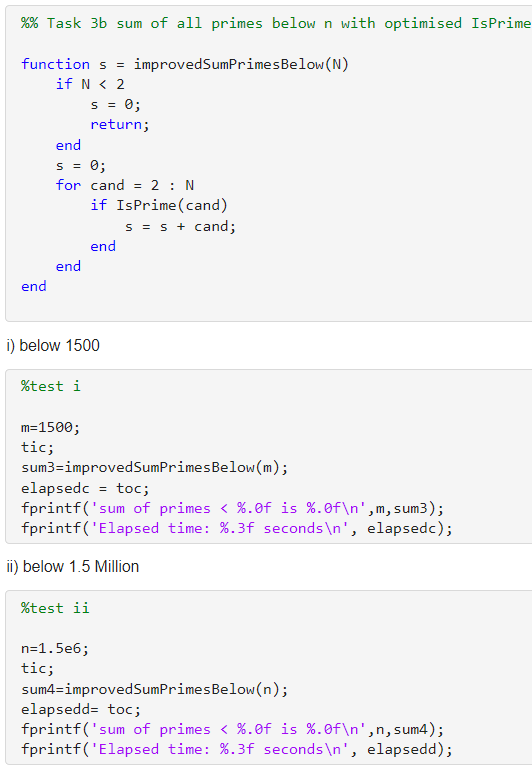 %% Task 3b sum of all primes below n with optimised IsPrime
function s = improvedSumPrimesBelow(N)
    if N < 2
        s = 0;
        return;
    end
    s = 0;
    for cand = 2 : N
        if IsPrime(cand)
            s = s + cand;
        end
    end
end
i) below 1500
%test i
m=1500;
tic;
sum3=improvedSumPrimesBelow(m);
elapsedc = toc;
fprintf('sum of primes < %.0f is %.0f\n',m,sum3);
fprintf('Elapsed time: %.3f seconds\n', elapsedc);
ii) below 1.5 Million
%test ii
n=1.5e6;
tic;
sum4=improvedSumPrimesBelow(n);
elapsedd= toc;
fprintf('sum of primes < %.0f is %.0f\n',n,sum4);
fprintf('Elapsed time: %.3f seconds\n', elapsedd);